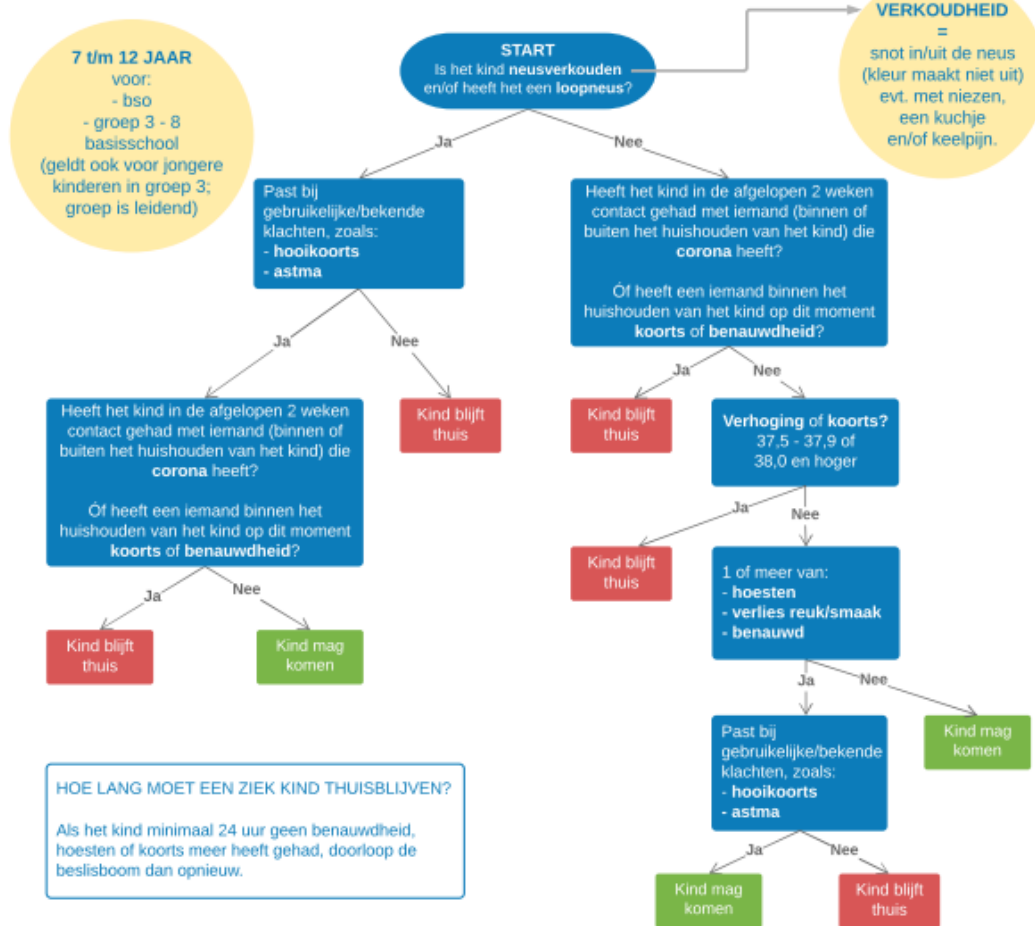 7 t/m 12 JAAR
voor:
- bso
- groep 3 - 8
basisschool
(geldt ook voor jongere
kinderen in groep 3;
groep is leidend)
START
Is het kind neusverkouden
en/of heeft het een loopneus?
VERKOUDHEID
=
snot in/uit de neus
(kleur maakt niet uit)
evt. met niezen,
een kuchje
en/of keelpijn.
Ja
Nee
Past bij
gebruikelijke/bekende
klachten, zoals:
- hooikoorts
- astma
Heeft het kind in de afgelopen 2 weken
contact gehad met iemand (binnen of
buiten het huishouden van het kind) die
corona heeft?
Óf heeft een iemand binnen het
huishouden van het kind op dit moment
koorts of benauwdheid?
Ja
Nee
Ja
Nee
Heeft het kind in de afgelopen 2 weken
contact gehad met iemand (binnen of
buiten het huishouden van het kind) die
corona heeft?
Óf heeft een iemand binnen het
huishouden van het kind op dit moment
koorts of benauwdheid?
Kind blijft
thuis
Kind blijft
thuis
Verhoging of koorts?
37,5 - 37,9 of
38,0 en hoger
Ja
Nee
Kind blijft
thuis
1 of meer van:
- hoesten
- verlies reuk/smaak
- benauwd
Ja
Nee
Kind blijft
thuis
Kind mag
komen
Ja
Nee
Past bij
gebruikelijke/bekende
klachten, zoals:
- hooikoorts
- astma
Kind mag
komen
Ja
Nee
Kind mag
komen
Kind blijft
thuis
HOE LANG MOET EEN ZIEK KIND THUISBLIJVEN?
Als het kind minimaal 24 uur geen benauwdheid,
hoesten of koorts meer heeft gehad, doorloop de
beslisboom dan opnieuw.